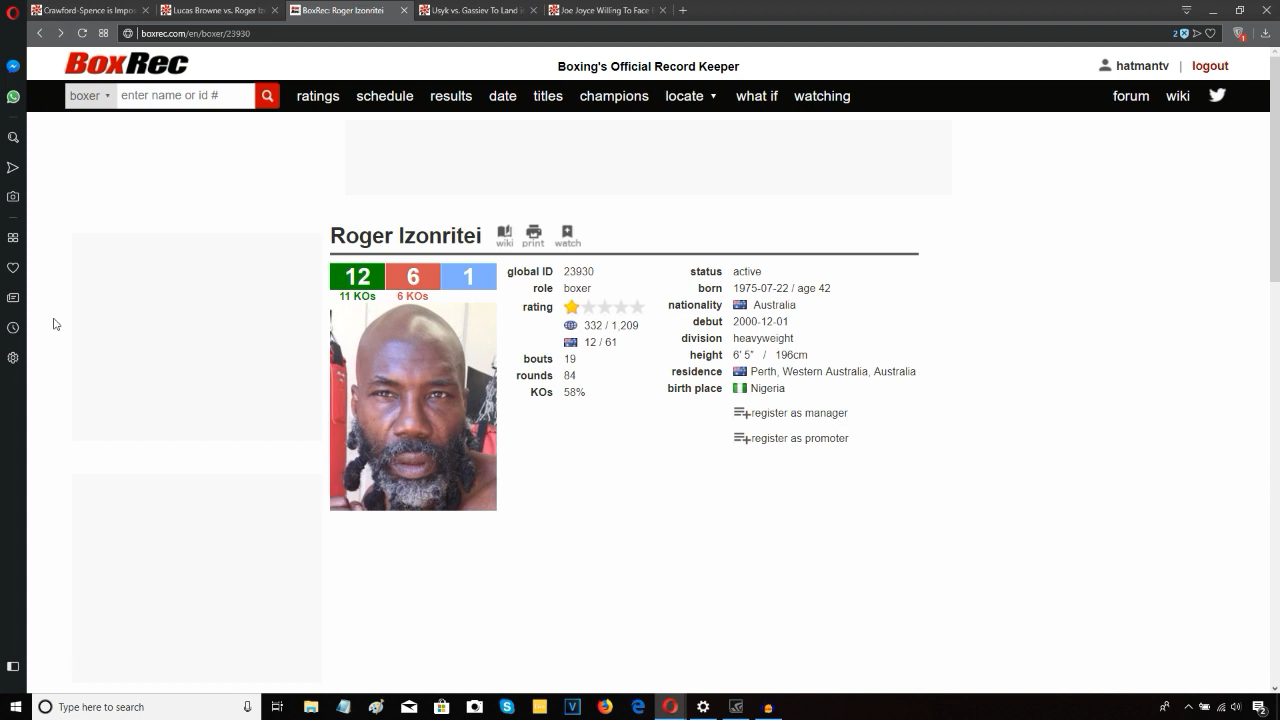 Crawford-Spence is Impos
Lucas Browne vs. Roger Iz
BoxRec: Roger Izonritei
Usyk vs. Gassiev To Land i
Joe Joyce Willing To Face
boxrec.com/en/boxer/23930
2
1
BoxRec
Boxing's Official Record Keeper
hatmantv | logout
boxer
enter name or id #
ratings schedule results date titles champions locate what if watching
forum wiki
Roger Izonritei
wiki print watch
12 6 1
11 KOs 6 KOs
global ID 23930
role boxer
rating
332 / 1,209
12 / 61
bouts 19
rounds 84
KOs 58%
status active
born 1975-07-22 / age 42
nationality Australia
debut 2000-12-01
division heavyweight
height 6′ 5″ / 196cm
residence Perth, Western Australia, Australia
birth place Nigeria
register as manager
register as promoter
Type here to search